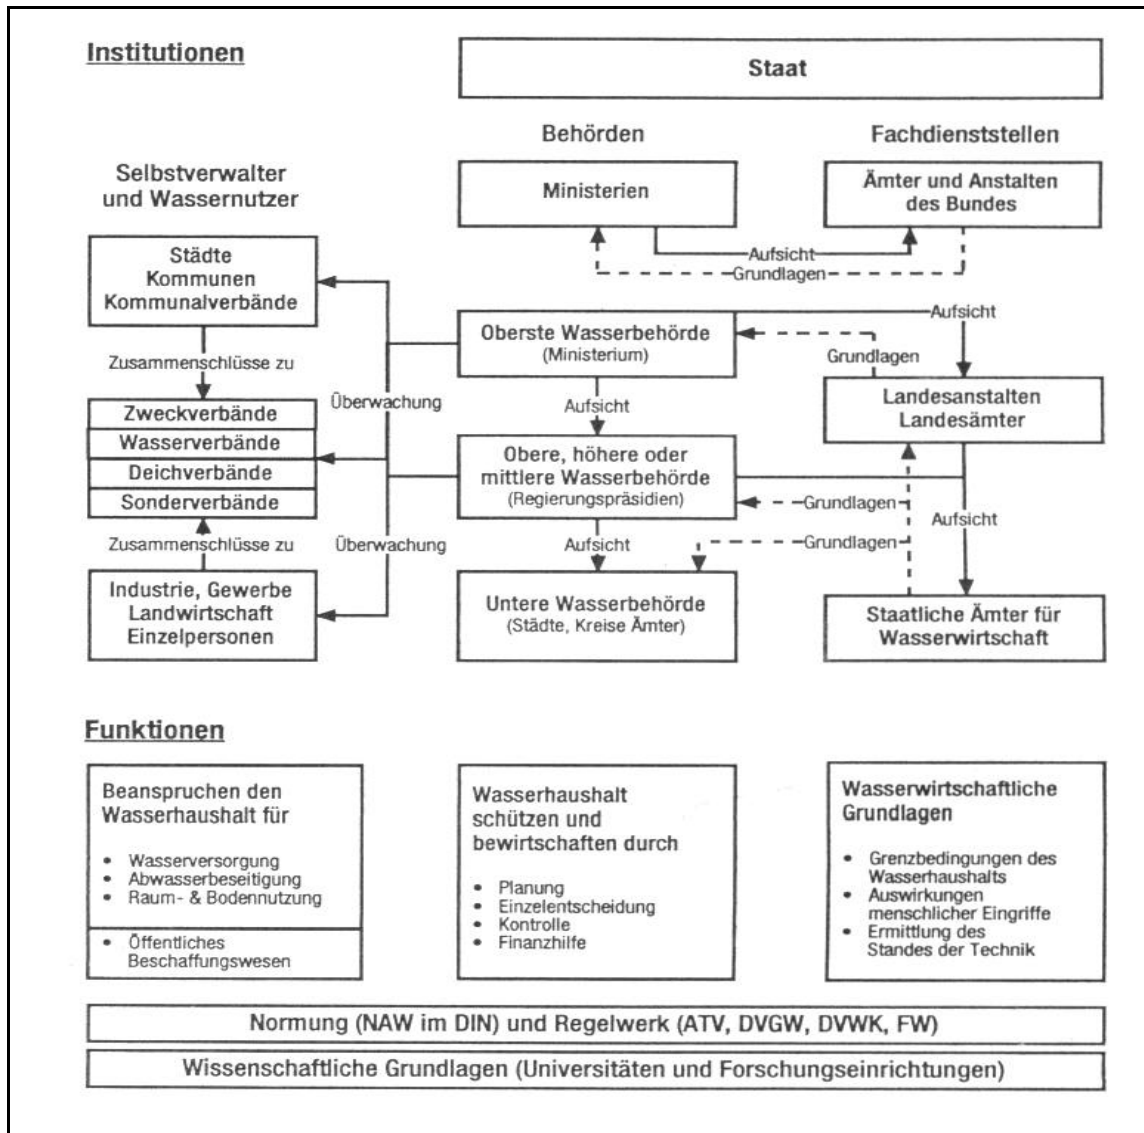 Institutionen
Staat
Behörden
Fachdienststellen
Selbstverwalter
und Wassernutzer
Ministerien
Ämter und Anstalten
des Bundes
Aufsicht
Grundlagen
Städte
Kommunen
Kommunalverbände
Oberste Wasserbehörde
(Ministerium)
Aufsicht
Grundlagen
Zusammenschlüsse zu
Landesanstalten
Landesämter
Zweckverbände
Wasserverbände
Deichverbände
Sonderverbände
Überwachung
Aufsicht
Obere, höhere oder
mittlere Wasserbehörde
(Regierungspräsidien)
Grundlagen
Aufsicht
Zusammenschlüsse zu
Überwachung
Aufsicht
Grundlagen
Industrie, Gewerbe
Landwirtschaft
Einzelpersonen
Untere Wasserbehörde
(Städte, Kreise Ämter)
Staatliche Ämter für
Wasserwirtschaft
Funktionen
Beanspruchen den
Wasserhaushalt für
• Wasserversorgung
• Abwasserbeseitigung
• Raum- & Bodennutzung
• Öffentliches
Beschaffungswesen
Wasserhaushalt
schützen und
bewirtschaften durch
• Planung
• Einzelentscheidung
• Kontrolle
• Finanzhilfe
Wasserwirtschaftliche
Grundlagen
• Grenzbedingungen des
Wasserhaushalts
• Auswirkungen
menschlicher Eingriffe
• Ermittlung des
Standes der Technik
Normung (NAW im DIN) und Regelwerk (ATV, DVGW, DVWK, FW)
Wissenschaftliche Grundlagen (Universitäten und Forschungseinrichtungen)